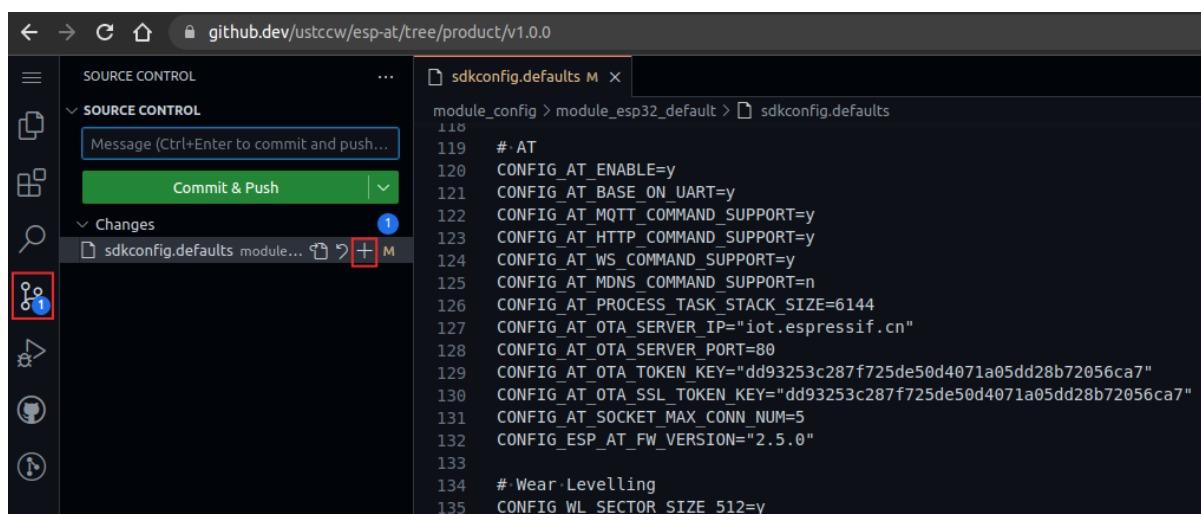 github.dev/ustccw/esp-at/tree/product/v1.0.0
SOURCE CONTROL
SOURCE CONTROL
Message (Ctrl+Enter to commit and push...
Commit & Push
Changes 1
sdkconfig.defaults module... M
1
sdkconfig.defaults M
module_config > module_esp32_default > sdkconfig.defaults
118
119 # AT
120 CONFIG_AT_ENABLE=y
121 CONFIG_AT_BASE_ON_UART=y
122 CONFIG_AT_MQTT_COMMAND_SUPPORT=y
123 CONFIG_AT_HTTP_COMMAND_SUPPORT=y
124 CONFIG_AT_WS_COMMAND_SUPPORT=y
125 CONFIG_AT_MDNS_COMMAND_SUPPORT=n
126 CONFIG_AT_PROCESS_TASK_STACK_SIZE=6144
127 CONFIG_AT_OTA_SERVER_IP="iot.espressif.cn"
128 CONFIG_AT_OTA_SERVER_PORT=80
129 CONFIG_AT_OTA_TOKEN_KEY="dd93253c287f725de50d4071a05dd28b72056ca7"
130 CONFIG_AT_OTA_SSL_TOKEN_KEY="dd93253c287f725de50d4071a05dd28b72056ca7"
131 CONFIG_AT_SOCKET_MAX_CONN_NUM=5
132 CONFIG_ESP_AT_FW_VERSION="2.5.0"
133
134 # Wear Levelling
135 CONFIG_WL_SECTOR_SIZE_512=y